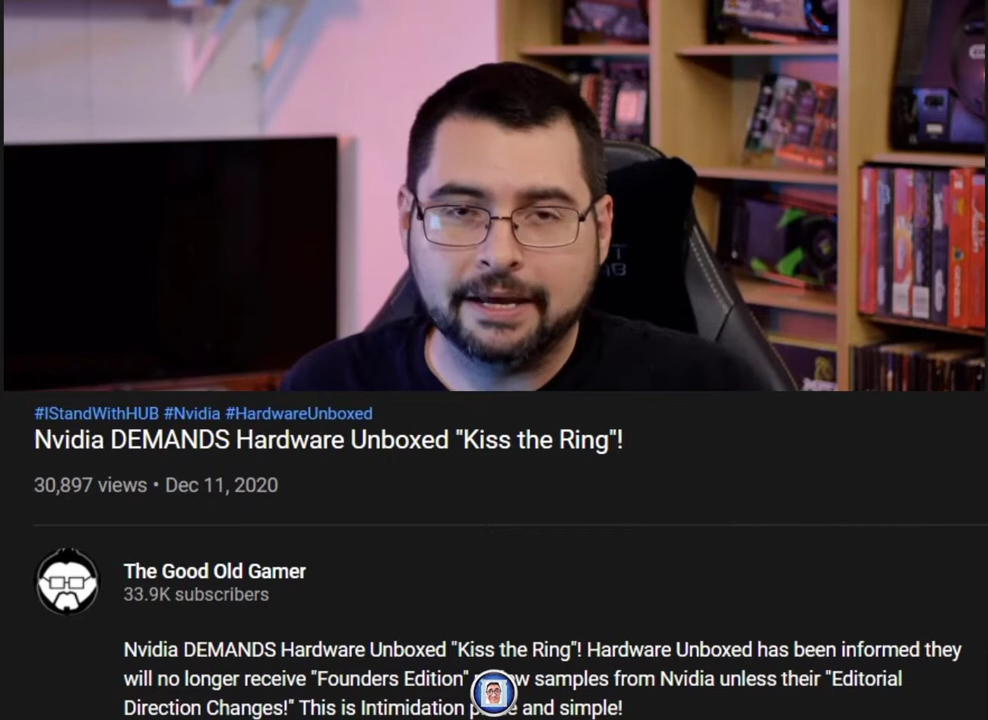 #IStandWithHUB #Nvidia #HardwareUnboxed
Nvidia DEMANDS Hardware Unboxed "Kiss the Ring"!
30,897 views • Dec 11, 2020
The Good Old Gamer
33.9K subscribers
Nvidia DEMANDS Hardware Unboxed "Kiss the Ring"! Hardware Unboxed has been informed they
will no longer receive "Founders Edition" samples from Nvidia unless their "Editorial
Direction Changes!" This is Intimidation and simple!